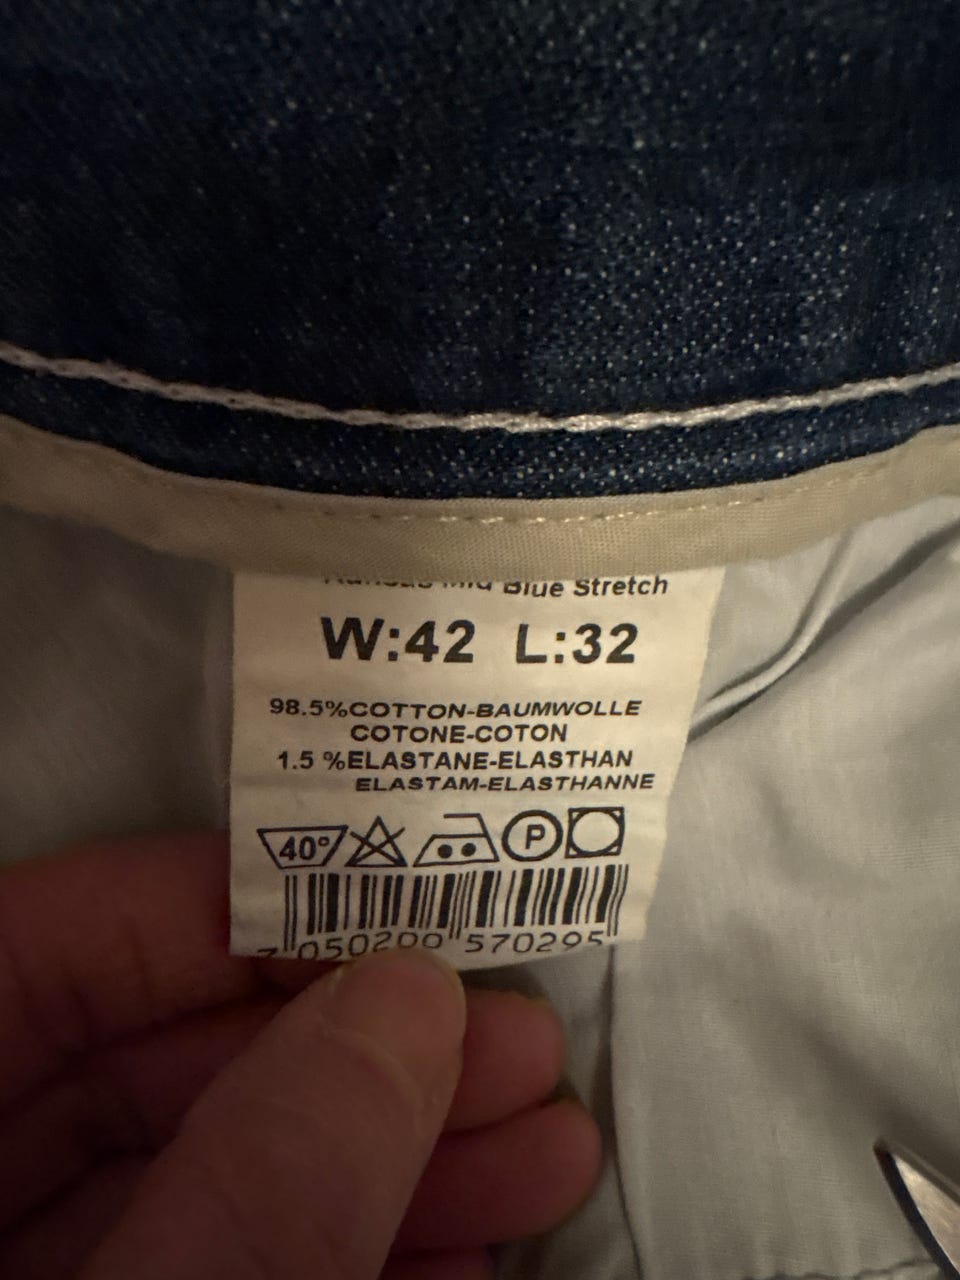 Blue Stretch
W:42 L:32
98.5%COTTON-BAUMWOLLE
COTONE-COTON
1.5 %ELASTANE-ELASTHAN
ELASTAM-ELASTHANNE
40° P
050200 570295